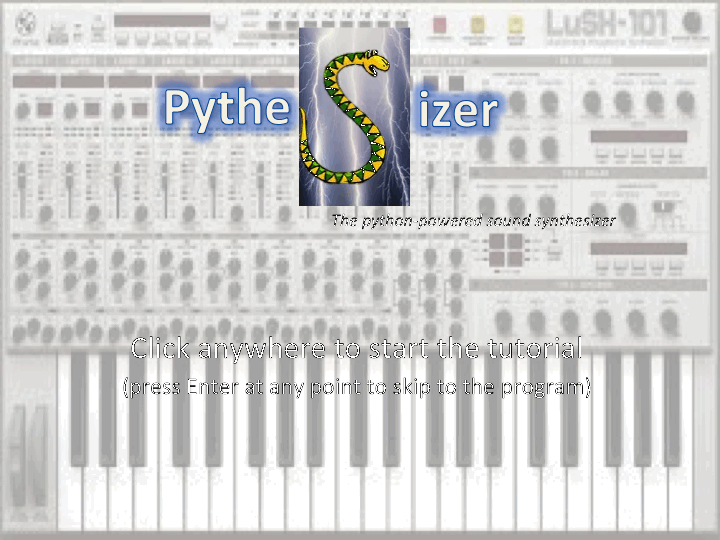 LuSH-101
Pythe izer
The python-powered sound synthesizer
Click anywhere to start the tutorial
(press Enter at any point to skip to the program)